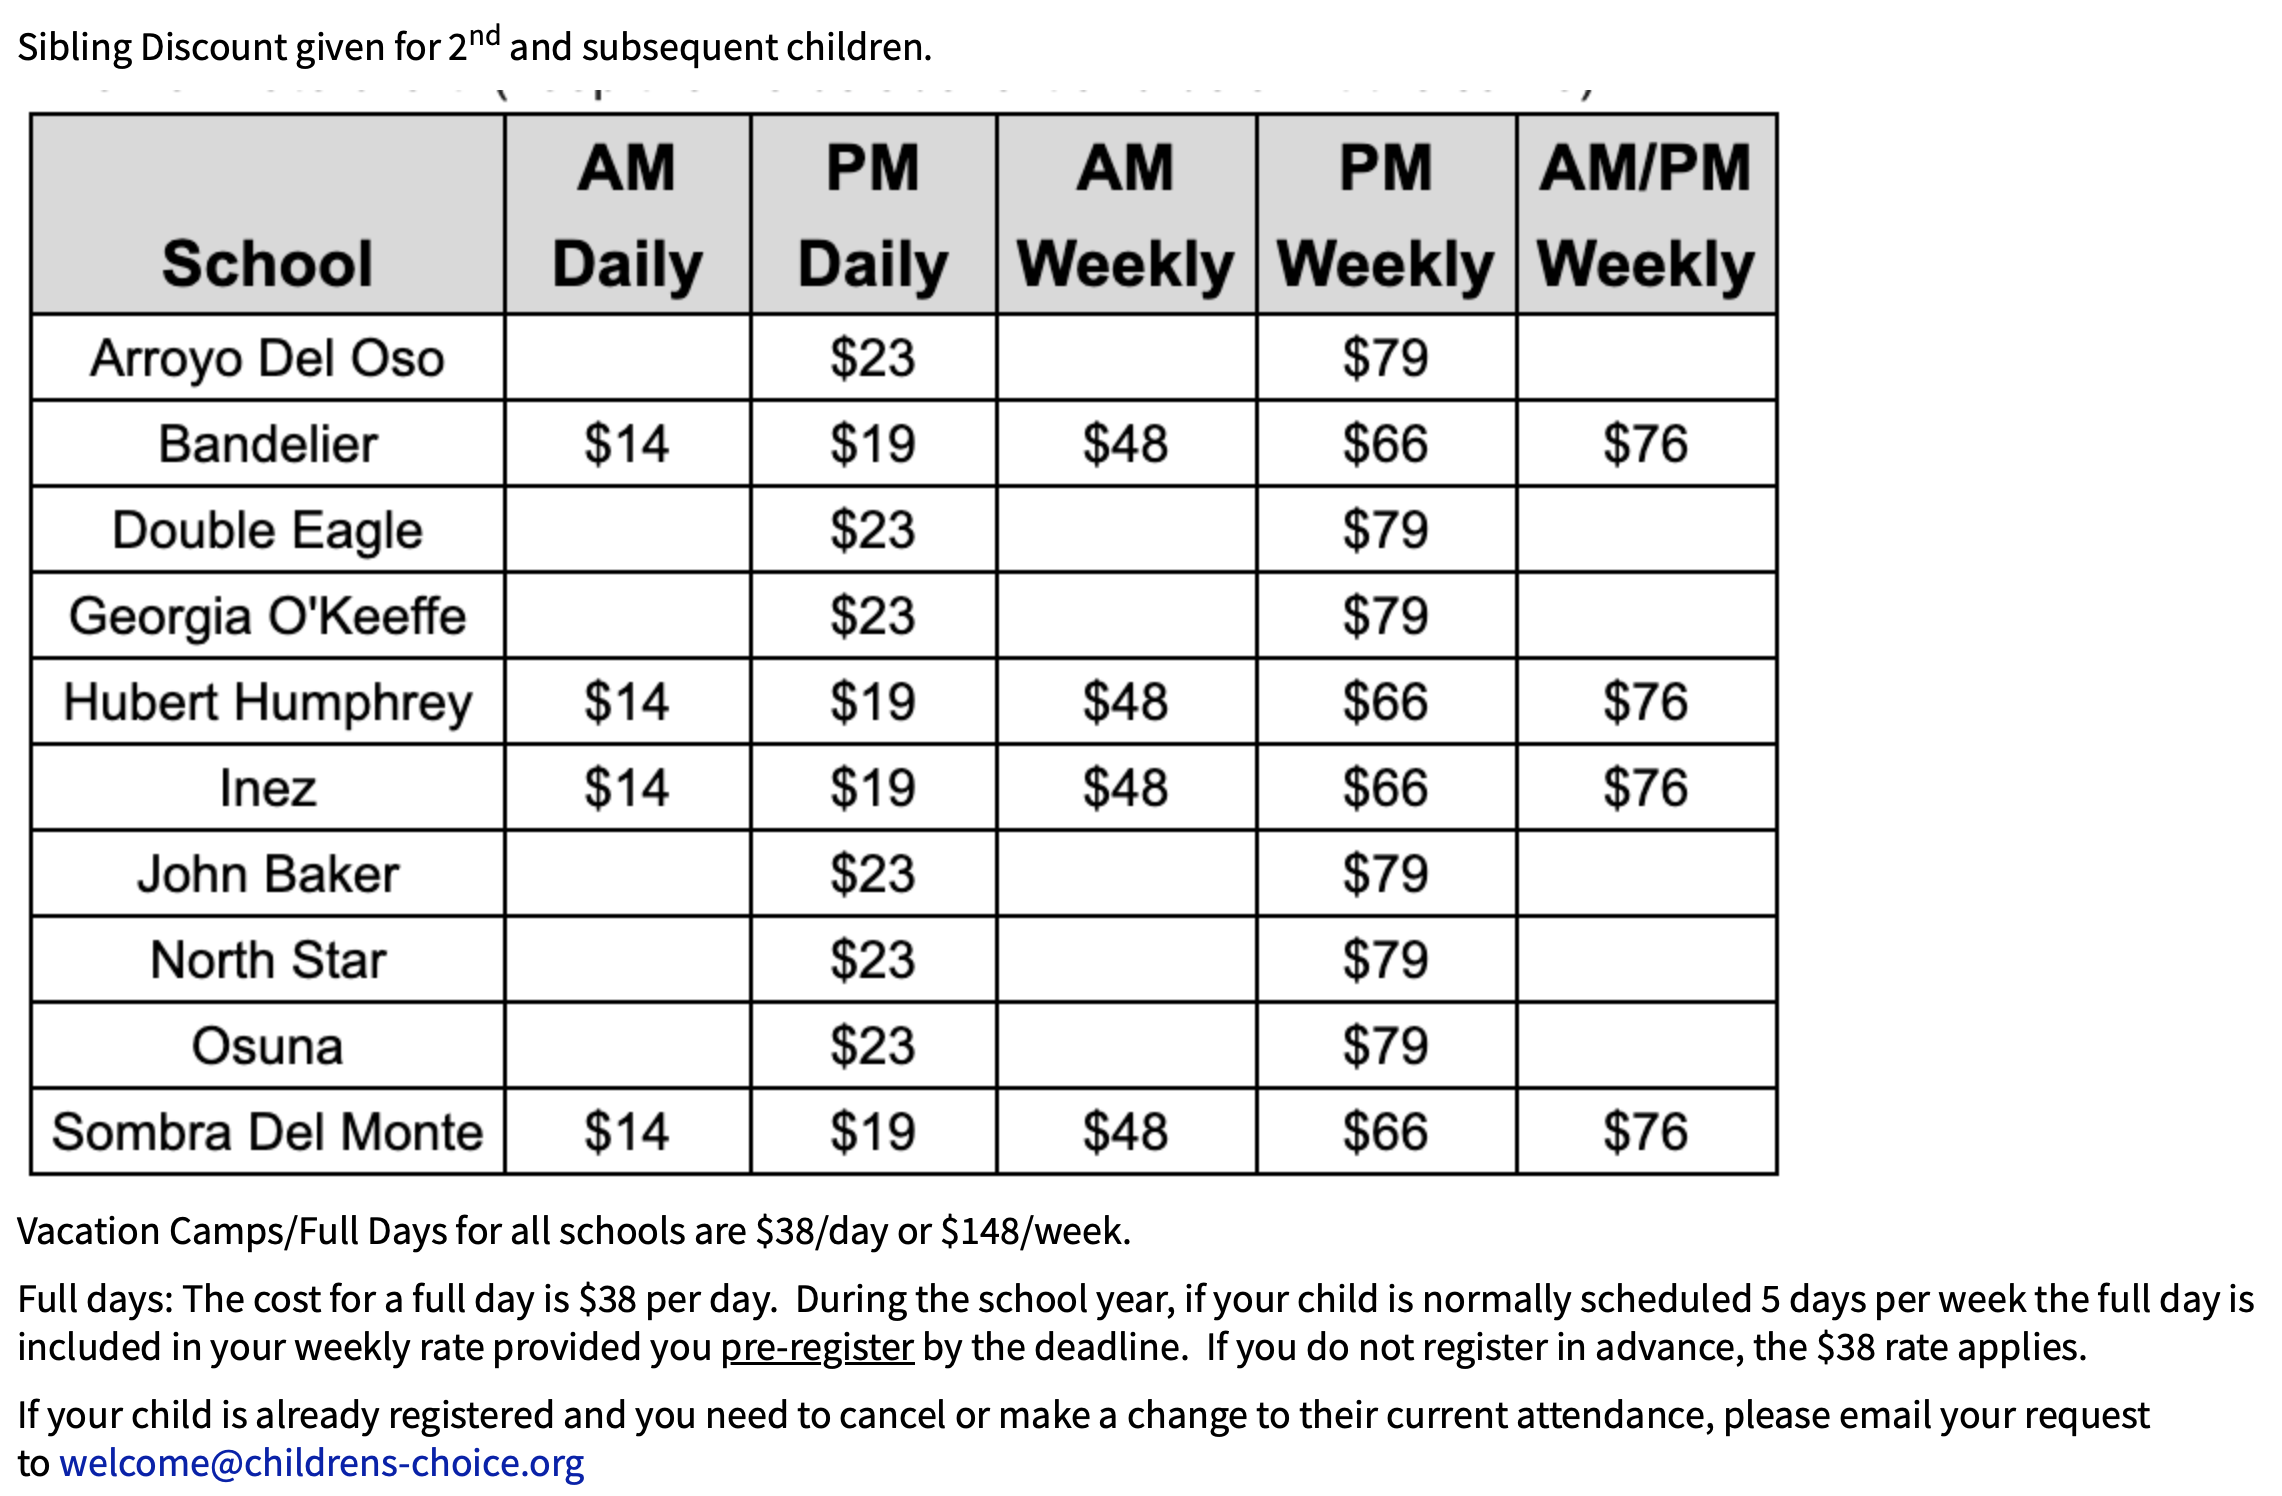 Sibling Discount given for 2nd and subsequent children.
School AM Daily PM Daily AM Weekly PM Weekly AM/PM Weekly
Arroyo Del Oso $23 $79
Bandelier $14 $19 $48 $66 $76
Double Eagle $23 $79
Georgia O'Keeffe $23 $79
Hubert Humphrey $14 $19 $48 $66 $76
Inez $14 $19 $48 $66 $76
John Baker $23 $79
North Star $23 $79
Osuna $23 $79
Sombra Del Monte $14 $19 $48 $66 $76
Vacation Camps/Full Days for all schools are $38/day or $148/week.
Full days: The cost for a full day is $38 per day.  During the school year, if your child is normally scheduled 5 days per week the full day is
included in your weekly rate provided you pre-register by the deadline.  If you do not register in advance, the $38 rate applies.
If your child is already registered and you need to cancel or make a change to their current attendance, please email your request
to welcome@childrens-choice.org